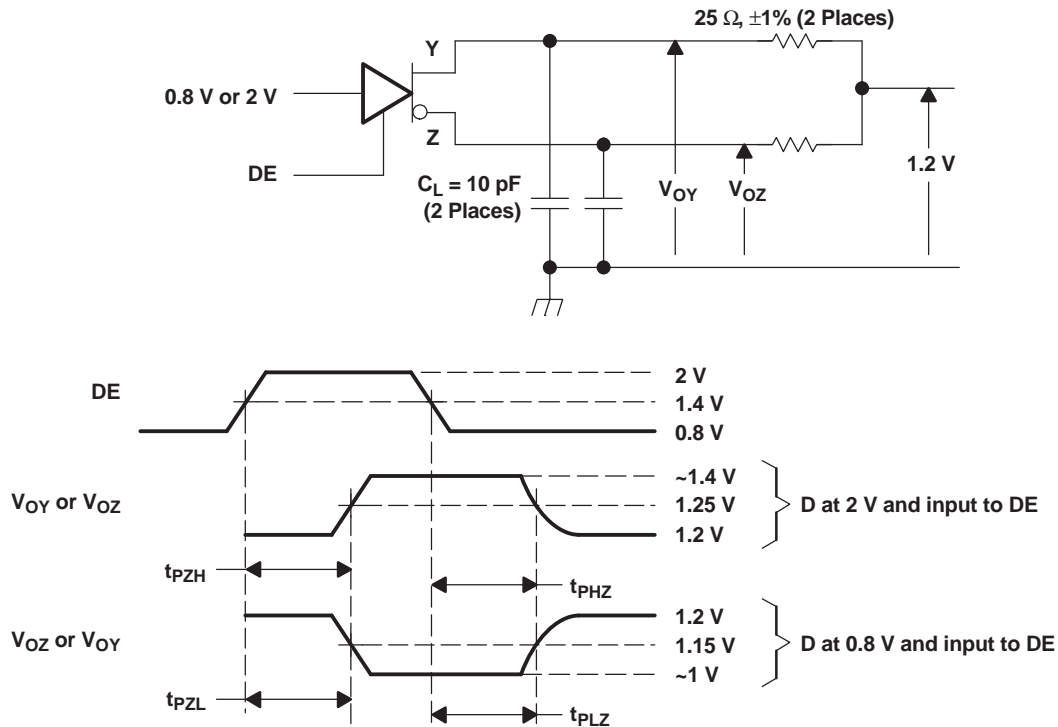 25 Ω, ±1% (2 Places)
Y
0.8 V or 2 V
Z
DE
1.2 V
C_L = 10 pF
(2 Places)
V_OY
V_OZ
DE
2 V
1.4 V
0.8 V
V_OY or V_OZ
~1.4 V
1.25 V
1.2 V
D at 2 V and input to DE
t_PZH
t_PHZ
V_OZ or V_OY
1.2 V
1.15 V
~1 V
D at 0.8 V and input to DE
t_PZL
t_PLZ